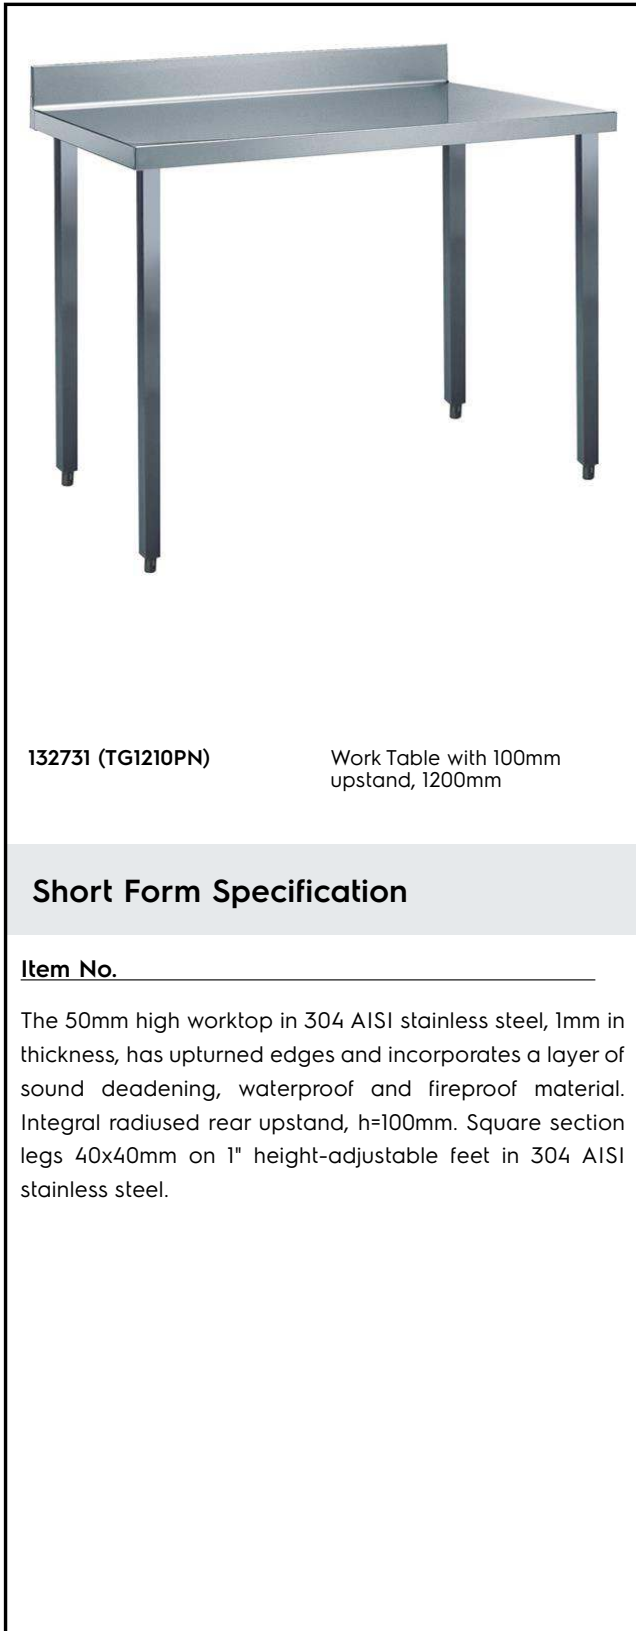 132731 (TG1210PN)
Work Table with 100mm
upstand, 1200mm
Short Form Specification
Item No.
The 50mm high worktop in 304 AISI stainless steel, 1mm in
thickness, has upturned edges and incorporates a layer of
sound deadening, waterproof and fireproof material.
Integral radiused rear upstand, h=100mm. Square section
legs 40x40mm on 1" height-adjustable feet in 304 AISI
stainless steel.